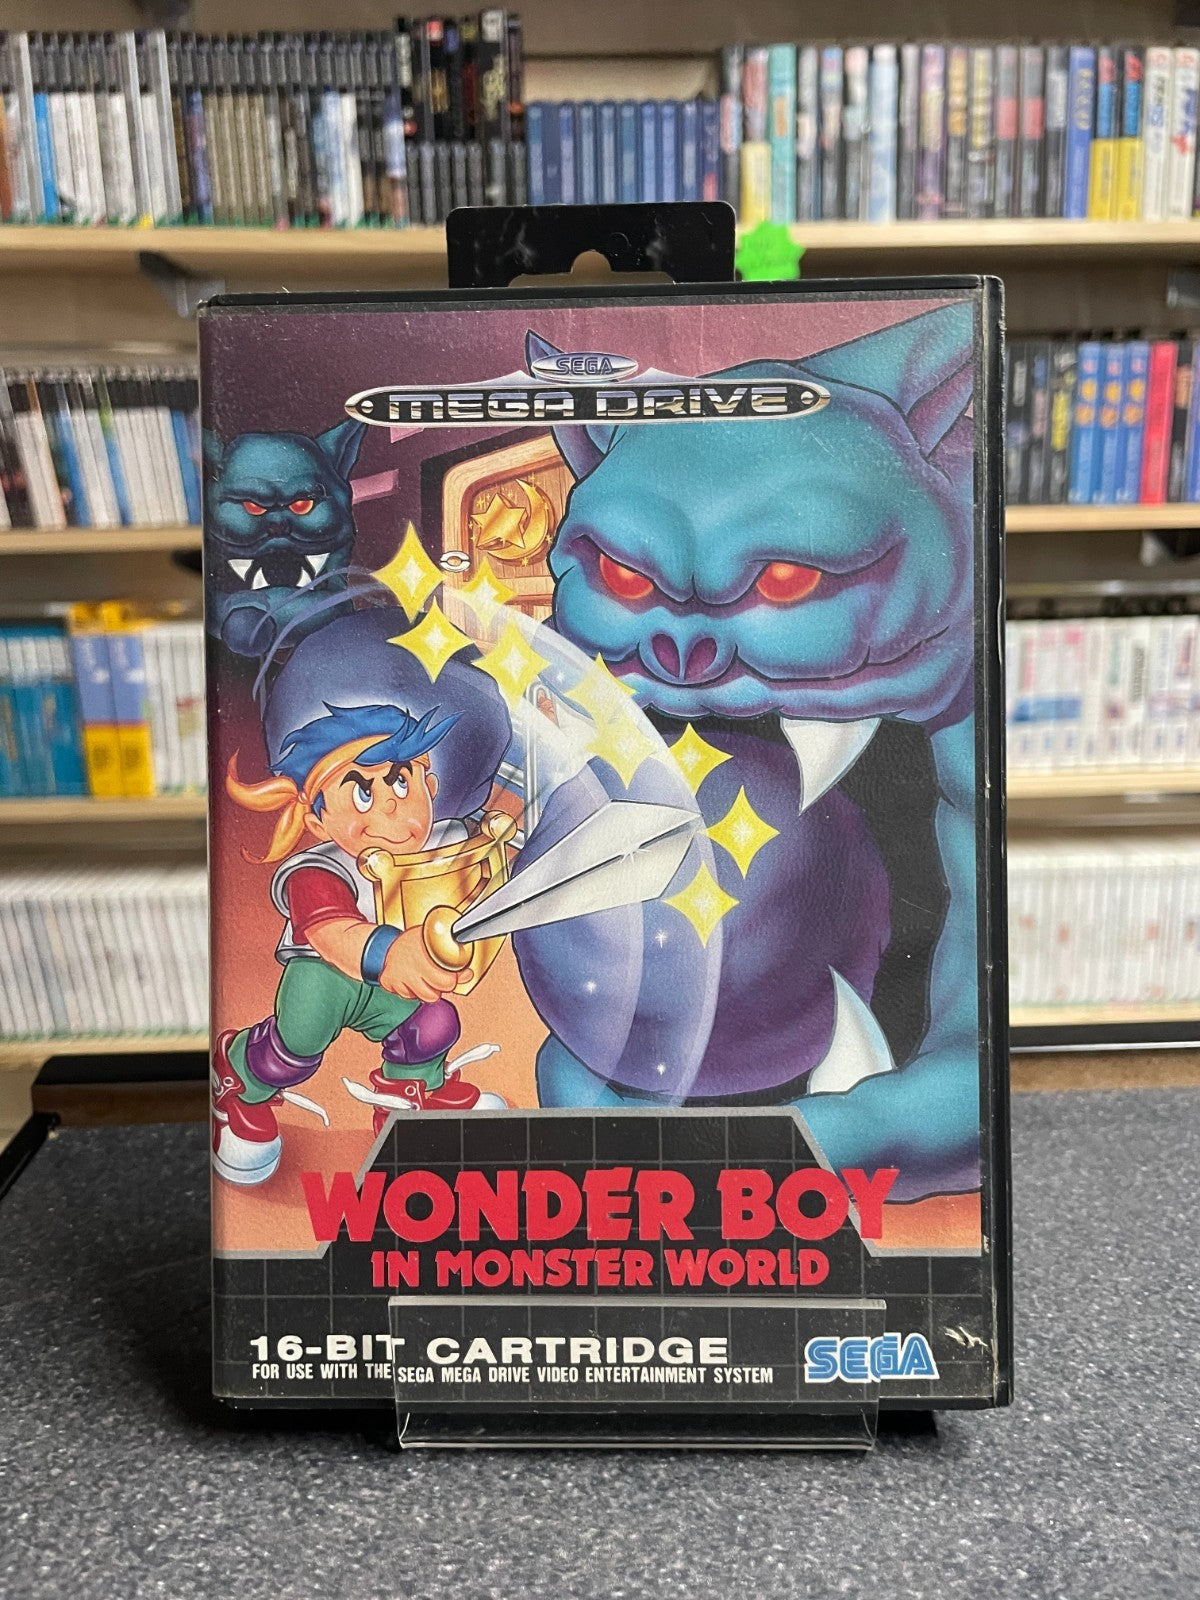 SEGA
MEGA DRIVE
WONDER BOY
IN MONSTER WORLD
16-BIT CARTRIDGE
FOR USE WITH THE SEGA MEGA DRIVE VIDEO ENTERTAINMENT SYSTEM
SEGA